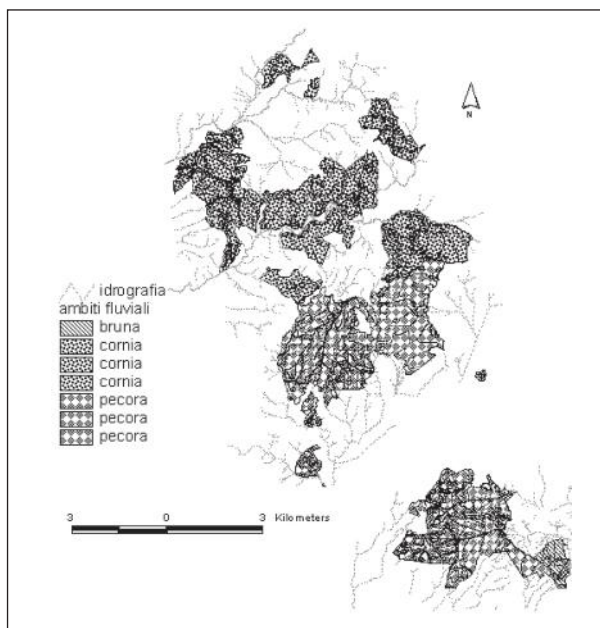 N
idrografia
ambiti fluviali
bruna
cornia
cornia
cornia
pecora
pecora
pecora
3 0 3 Kilometers